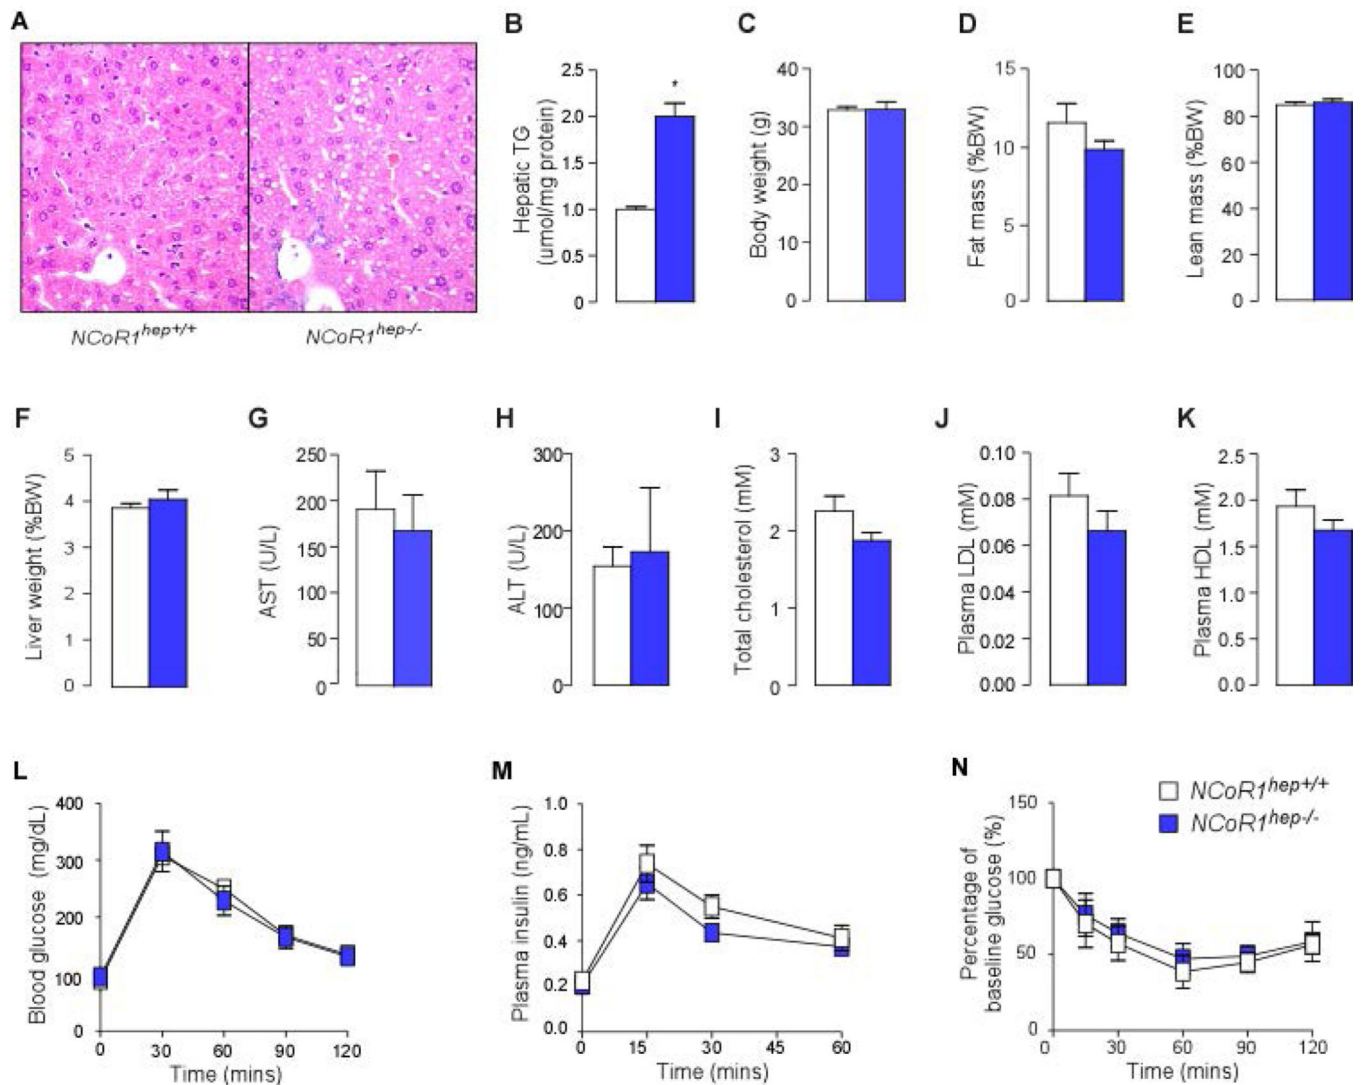 A
NCoR1hep+/+
NCoR1hep-/-
B
Hepatic TG
(umol/mg protein)
2.5
2.0
1.5
1.0
0.5
0
*
C
Body weight (g)
40
30
20
10
0
D
Fat mass (%BW)
15
10
5
0
E
Lean mass (%BW)
100
80
60
40
20
0
F
Liver weight (%BW)
5
4
3
2
1
0
G
AST (U/L)
250
200
150
100
50
0
H
ALT (U/L)
300
200
100
0
I
Total cholesterol (mM)
3
2
1
0
J
Plasma LDL (mM)
0.10
0.08
0.06
0.04
0.02
0.00
K
Plasma HDL (mM)
2.5
2.0
1.5
1.0
0.5
0.0
L
Blood glucose (mg/dL)
400
300
200
100
0
0 30 60 90 120
Time (mins)
M
Plasma insulin (ng/mL)
1.0
0.8
0.6
0.4
0.2
0.0
0 15 30 45 60
Time (mins)
N
Percentage of
baseline glucose (%)
150
100
50
0
0 30 60 90 120
Time (mins)
NCoR1hep+/+
NCoR1hep-/-